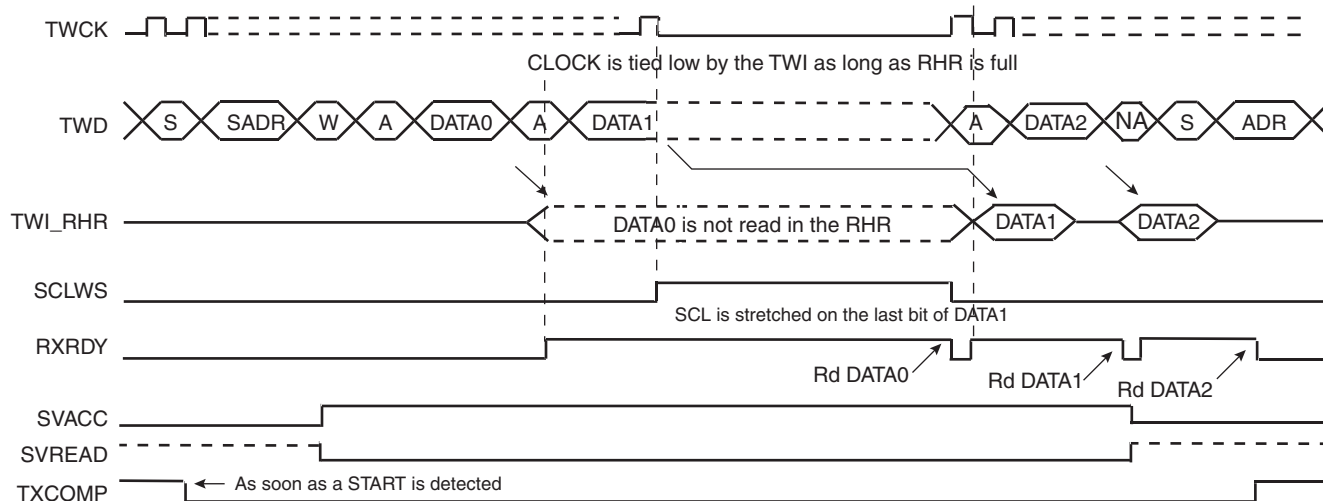 TWCK
CLOCK is tied low by the TWI as long as RHR is full
TWD S SADR W A DATA0 A DATA1 A DATA2 NA S ADR
TWI_RHR DATA0 is not read in the RHR DATA1 DATA2
SCLWS
SCL is stretched on the last bit of DATA1
RXRDY
Rd DATA0 Rd DATA1 Rd DATA2
SVACC
SVREAD
TXCOMP As soon as a START is detected